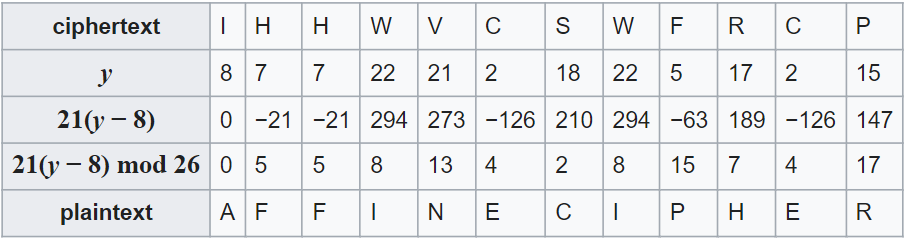 ciphertext I H H W V C S W F R C P
y 8 7 7 22 21 2 18 22 5 17 2 15
21(y − 8) 0 −21 −21 294 273 −126 210 294 −63 189 −126 147
21(y − 8) mod 26 0 5 5 8 13 4 2 8 15 7 4 17
plaintext A F F I N E C I P H E R